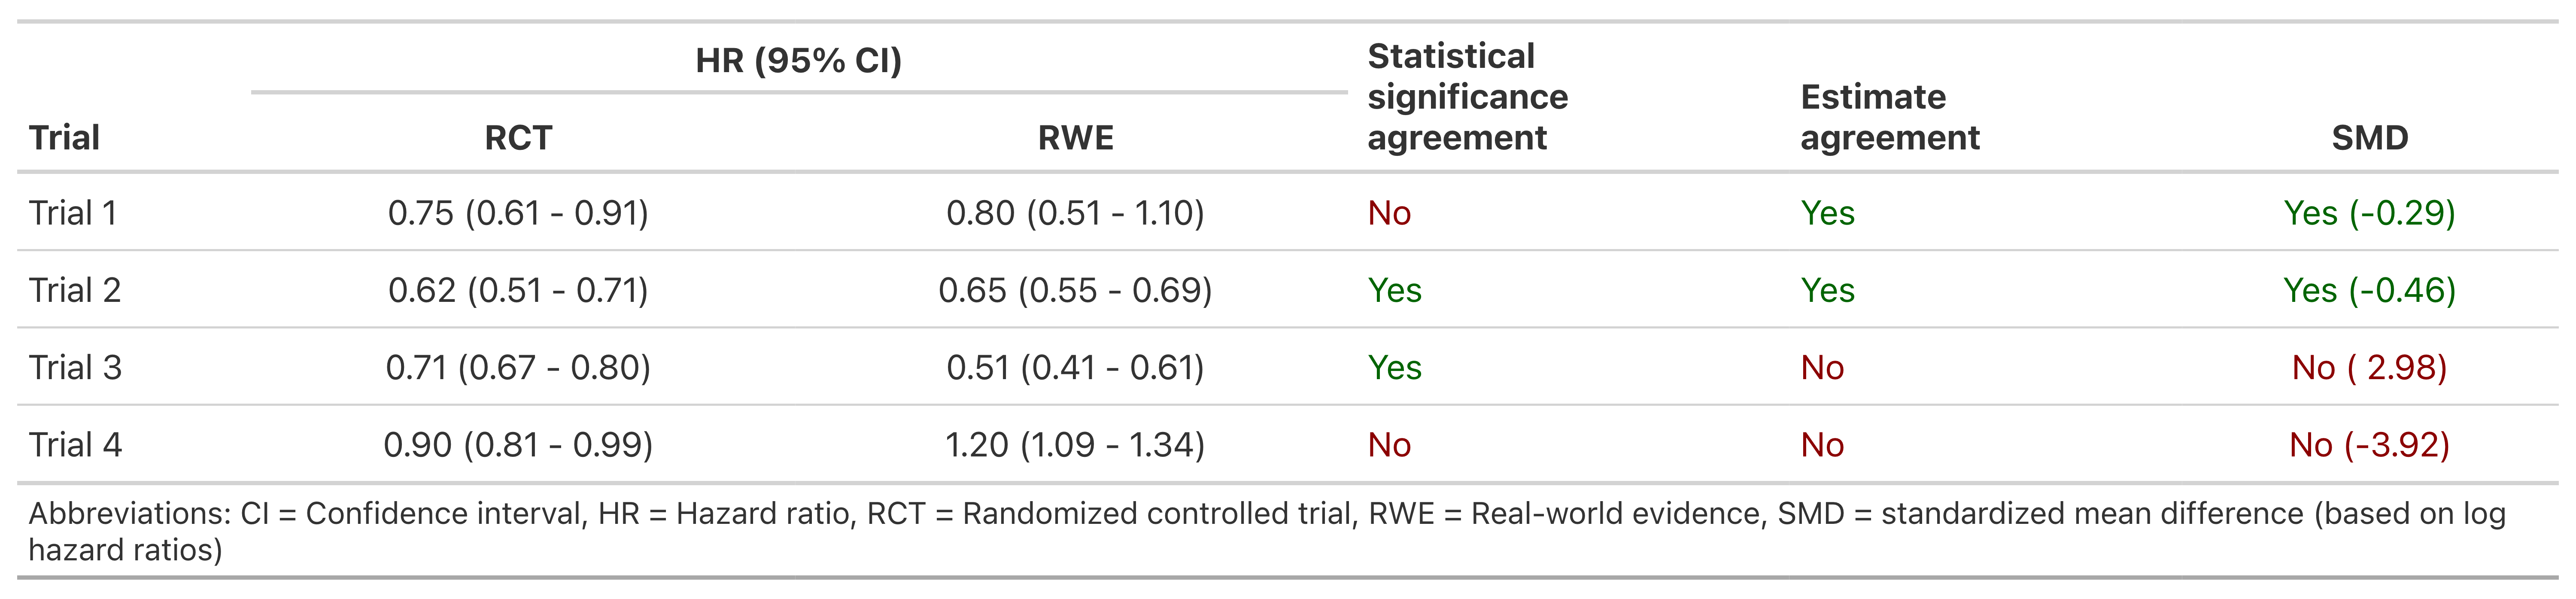 HR (95% CI)
Statistical
significance
agreement
Estimate
agreement
Trial RCT RWE SMD
Trial 1 0.75 (0.61 - 0.91) 0.80 (0.51 - 1.10) No Yes Yes (-0.29)
Trial 2 0.62 (0.51 - 0.71) 0.65 (0.55 - 0.69) Yes Yes Yes (-0.46)
Trial 3 0.71 (0.67 - 0.80) 0.51 (0.41 - 0.61) Yes No No ( 2.98)
Trial 4 0.90 (0.81 - 0.99) 1.20 (1.09 - 1.34) No No No (-3.92)
Abbreviations: CI = Confidence interval, HR = Hazard ratio, RCT = Randomized controlled trial, RWE = Real-world evidence, SMD = standardized mean difference (based on log
hazard ratios)